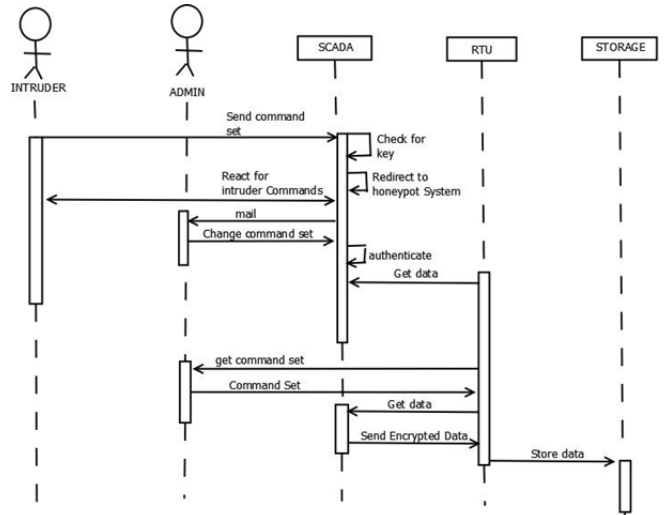 SCADA
RTU
STORAGE
INTRUDER
ADMIN
Send command
set
Check for
key
React for
intruder Commands
Redirect to
honeypot System
mail
Change command set
authenticate
Get data
get command set
Command Set
Get data
Send Encrypted Data
Store data